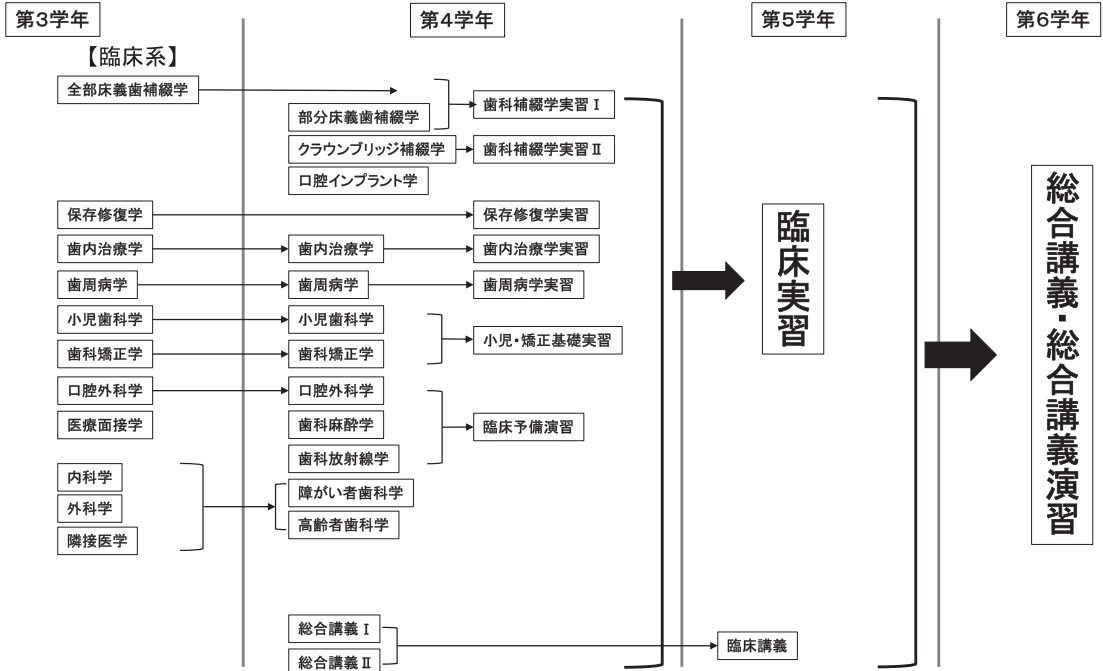 第3学年
第4学年
第5学年
第6学年
【臨床系】
全部床義歯補綴学
部分床義歯補綴学
歯科補綴学実習Ⅰ
クラウンブリッジ補綴学
歯科補綴学実習Ⅱ
口腔インプラント学
保存修復学
保存修復学実習
歯内治療学
歯内治療学
歯内治療学実習
歯周病学
歯周病学
歯周病学実習
小児歯科学
小児歯科学
小児・矯正基礎実習
歯科矯正学
歯科矯正学
口腔外科学
口腔外科学
医療面接学
歯科麻酔学
臨床予備演習
歯科放射線学
内科学
外科学
隣接医学
障がい者歯科学
高齢者歯科学
総合講義Ⅰ
総合講義Ⅱ
臨床講義
臨床実習
総合講義・総合講義演習